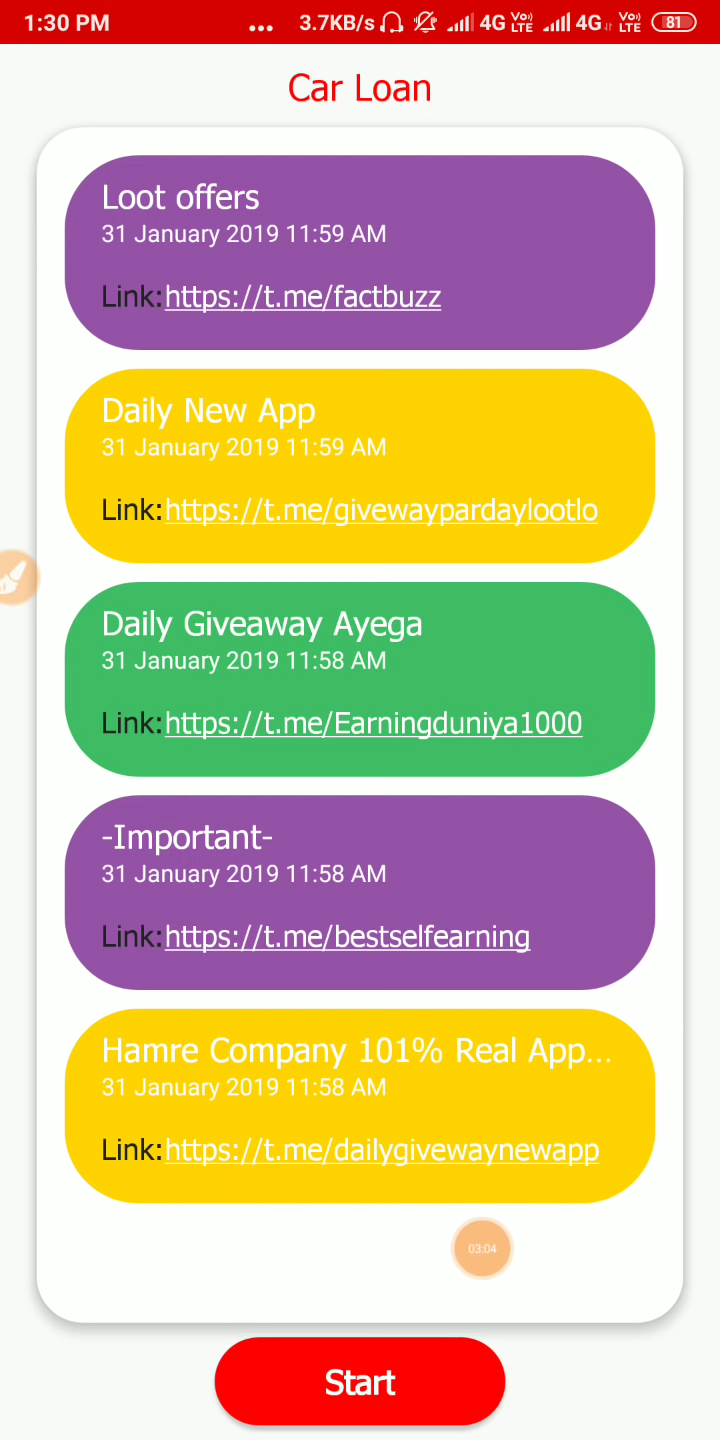 1:30 PM ... 3.7KB/s 4G VoLTE 4G VoLTE 81
Car Loan
Loot offers
31 January 2019 11:59 AM
Link:https://t.me/factbuzz
Daily New App
31 January 2019 11:59 AM
Link:https://t.me/givewaypardaylootlo
Daily Giveaway Ayega
31 January 2019 11:58 AM
Link:https://t.me/Earningduniya1000
-Important-
31 January 2019 11:58 AM
Link:https://t.me/bestselfearning
Hamre Company 101% Real App...
31 January 2019 11:58 AM
Link:https://t.me/dailygivewaynewapp
03:04
Start